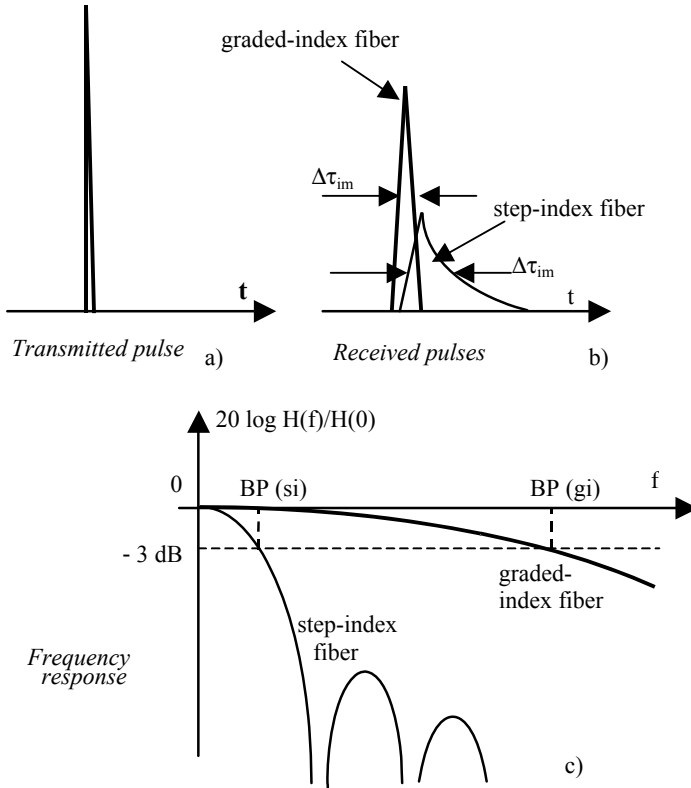 graded-index fiber
Δτim
step-index fiber
Δτim
t
t
Transmitted pulse
a)
Received pulses
b)
20 log H(f)/H(0)
0
BP (si)
BP (gi)
f
- 3 dB
graded-
index fiber
step-index
fiber
Frequency
response
c)